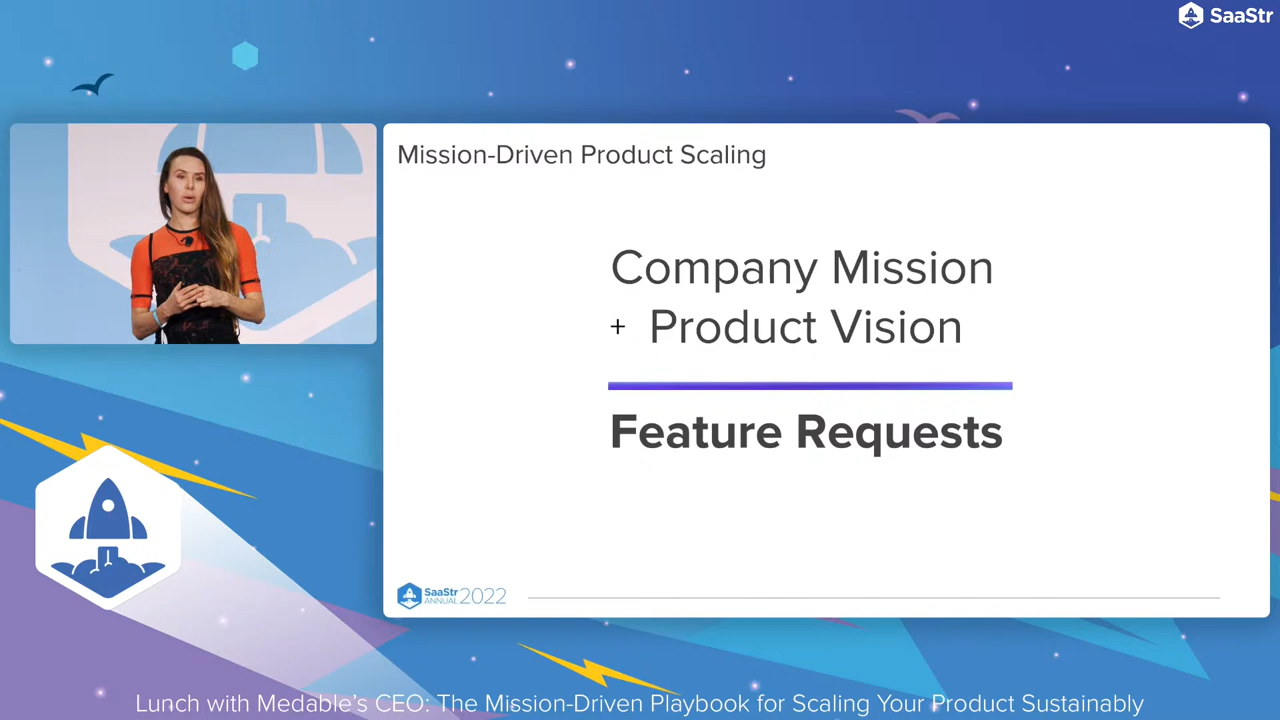 SaaStr
Mission-Driven Product Scaling
Company Mission
+ Product Vision
Feature Requests
SaaStr
ANNUAL 2022
Lunch with Medable's CEO: The Mission-Driven Playbook for Scaling Your Product Sustainably